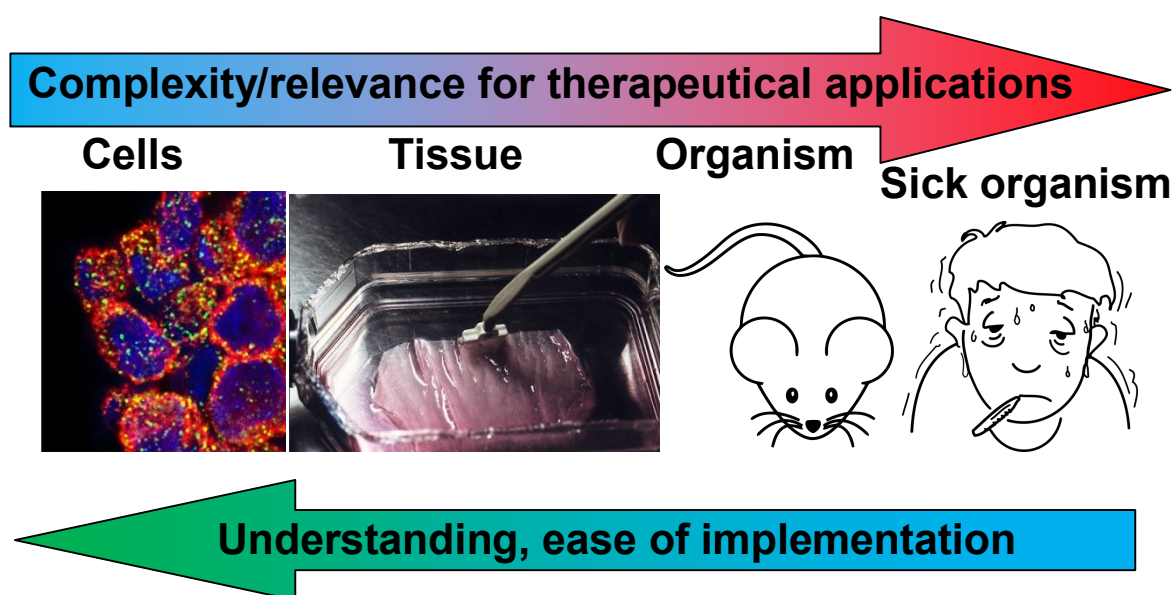 Complexity/relevance for therapeutical applications
Cells
Tissue
Organism
Sick organism
Understanding, ease of implementation